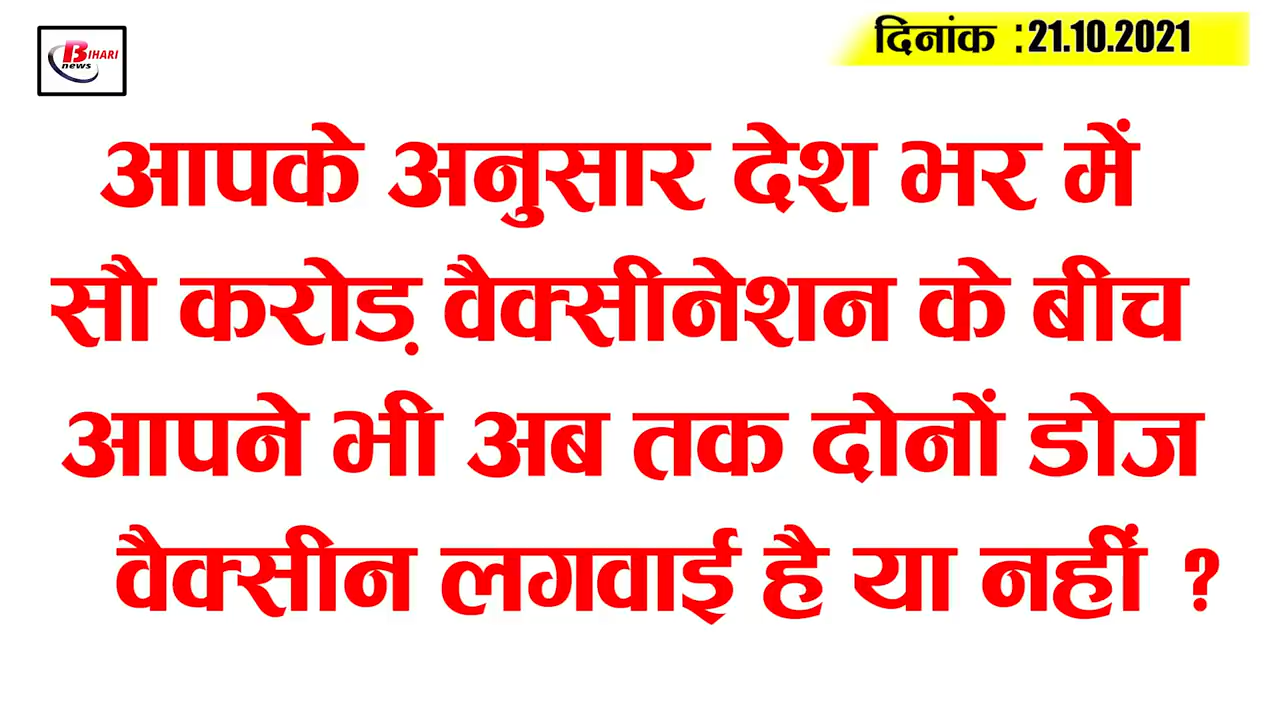 BIHARI
news
दिनांक :21.10.2021
आपके अनुसार देश भर में
सौ करोड़ वैक्सीनेशन के बीच
आपने भी अब तक दोनों डोज
वैक्सीन लगवाई है या नहीं ?